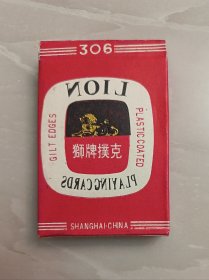 306
LION
GILT EDGES
PLASTIC COATED
獅牌撲克
PLAYING CARDS
SHANGHAI·CHINA